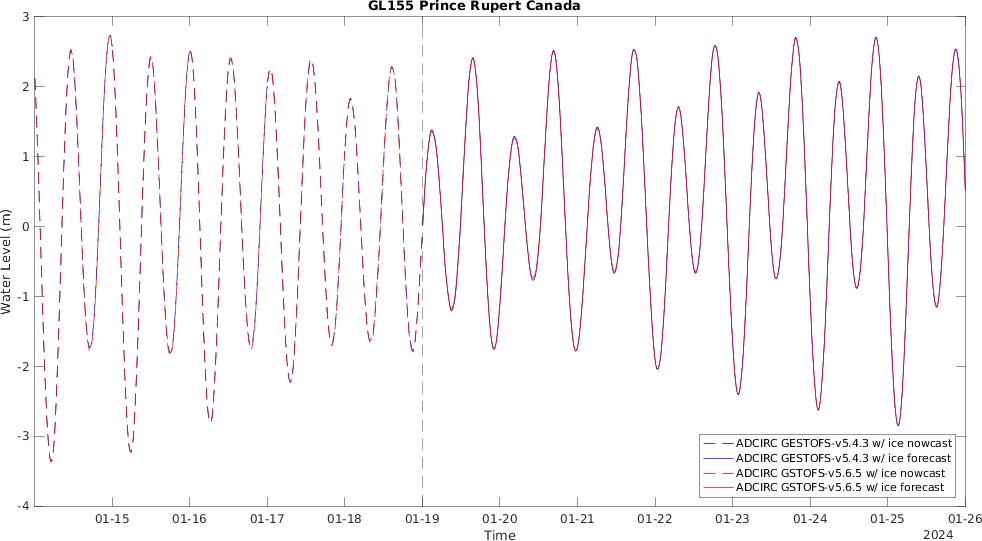 GL155 Prince Rupert Canada
3
2
1
0
-1
-2
-3
-4
Water Level (m)
ADCIRC GESTOFS-v5.4.3 w/ ice nowcast
ADCIRC GESTOFS-v5.4.3 w/ ice forecast
ADCIRC GSTOFS-v5.6.5 w/ ice nowcast
ADCIRC GSTOFS-v5.6.5 w/ ice forecast
01-15 01-16 01-17 01-18 01-19 01-20 01-21 01-22 01-23 01-24 01-25 01-26
Time
2024